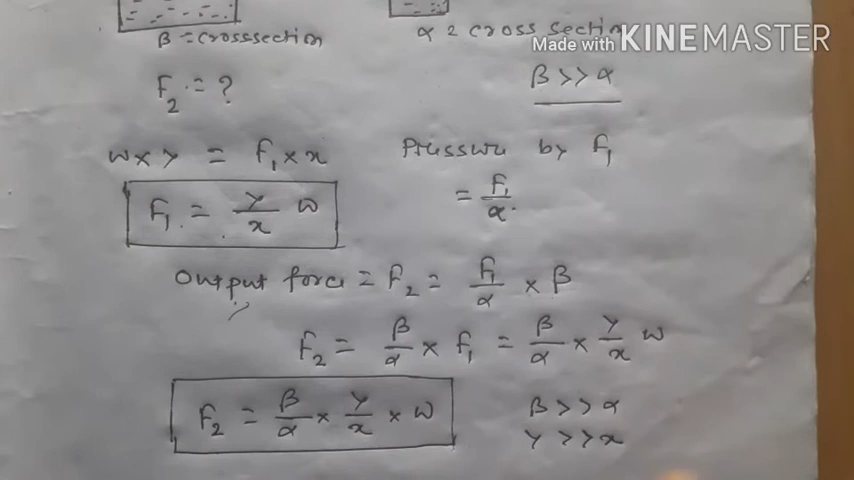 β = crosssection
α = cross section
Made with KINEMASTER
F₂ = ?
β >> α
w × y = F₁ × x
Pressure by F₁
F₁ = y/x w
= F₁/α
Output force = F₂ = F₁/α × β
F₂ = β/α × F₁ = β/α × y/x w
F₂ = β/α × y/x × w
β >> α
y >> x